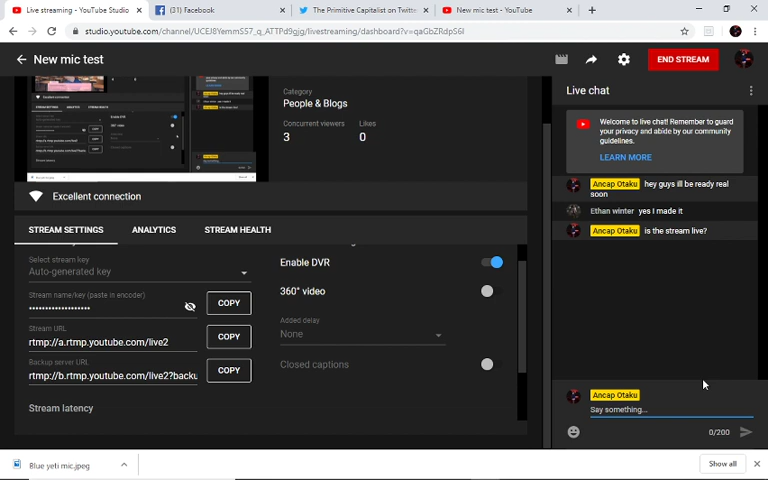 Live streaming - YouTube Studio
(31) Facebook
The Primitive Capitalist on Twitte
New mic test - YouTube
studio.youtube.com/channel/UCEJ8YemmSS7_q_ATTPd9gjg/livestreaming/dashboard?v=qaGbZRdpS6I
New mic test
END STREAM
Category
People & Blogs
Concurrent viewers Likes
3 0
Excellent connection
STREAM SETTINGS ANALYTICS STREAM HEALTH
Select stream key
Auto-generated key
Stream name/key (paste in encoder)
•••••••••••••••••••
COPY
Stream URL
rtmp://a.rtmp.youtube.com/live2
COPY
Backup server URL
rtmp://b.rtmp.youtube.com/live2?backu
COPY
Stream latency
Enable DVR
360° video
Added delay
None
Closed captions
Live chat
Welcome to live chat! Remember to guard
your privacy and abide by our community
guidelines.
LEARN MORE
Ancap Otaku hey guys ill be ready real
soon
Ethan winter yes I made it
Ancap Otaku is the stream live?
Ancap Otaku
Say something...
0/200
Blue yeti mic.jpeg
Show all